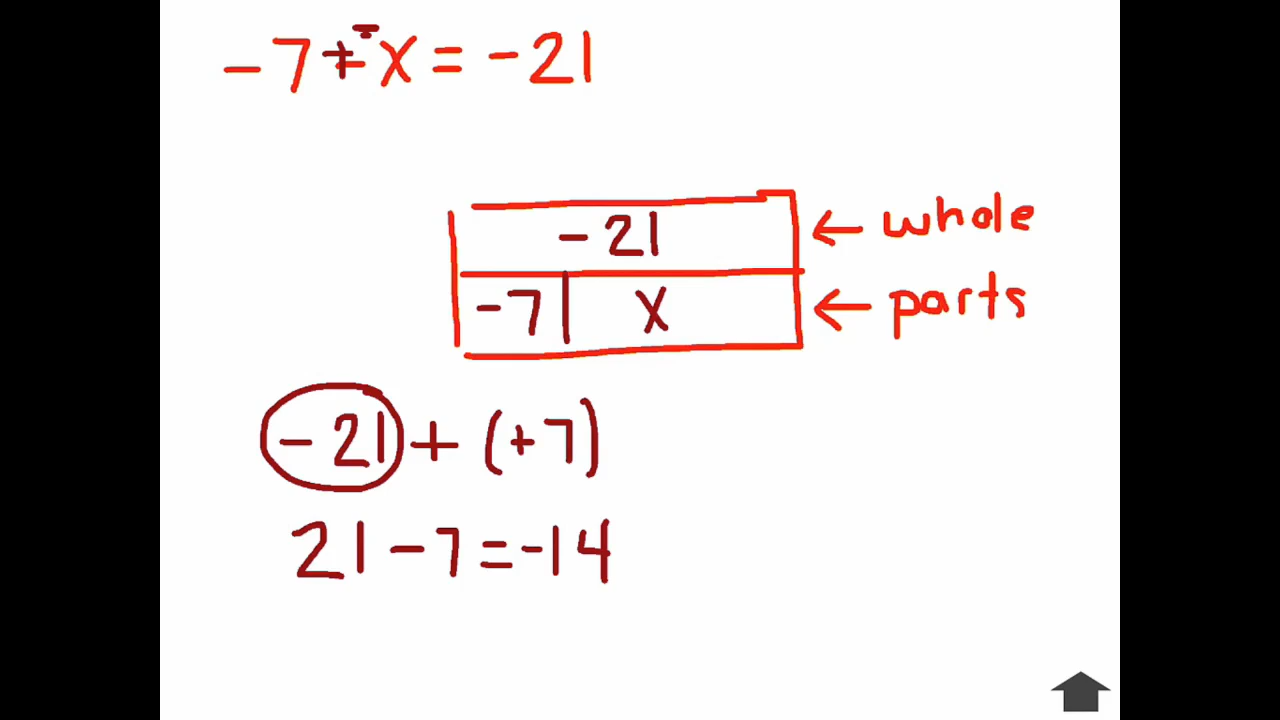 -7 + -x = -21
-21 ← whole
-7 | x ← parts
-21 + (+7)
21 - 7 = -14